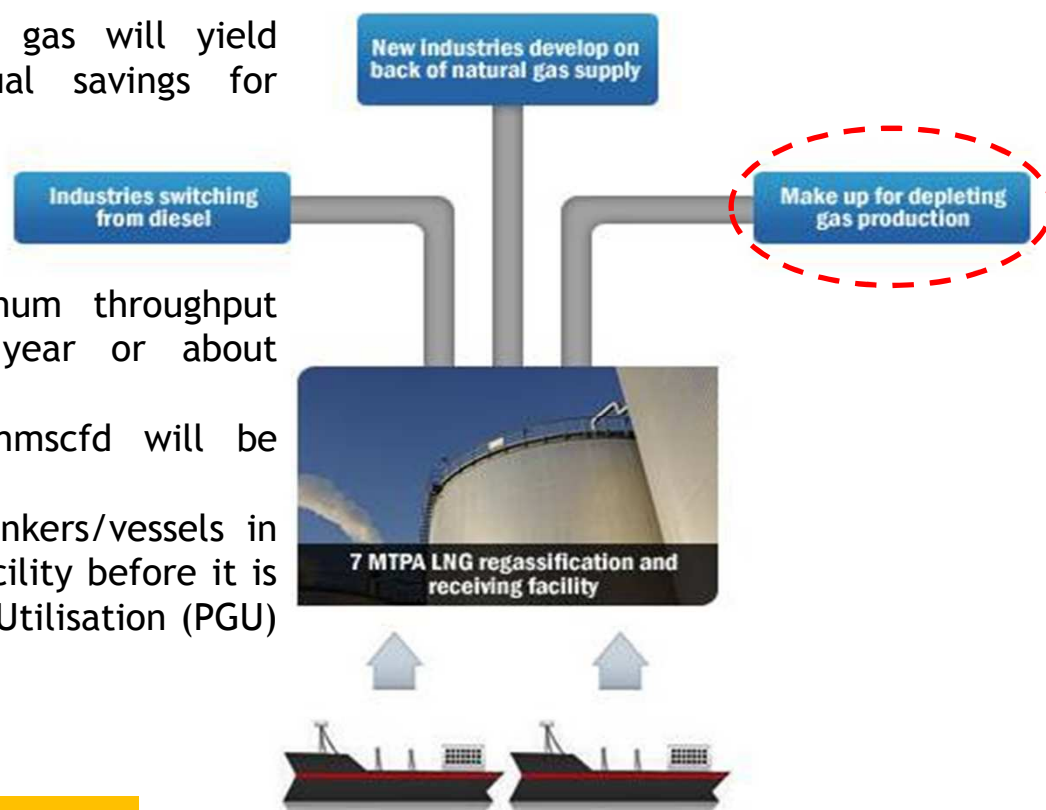 gas will yield
ual savings for
New industries develop on
back of natural gas supply
Industries switching
from diesel
Make up for depleting
gas production
num throughput
year or about
nmscfd will be
nkers/vessels in
cility before it is
Utilisation (PGU)
7 MTPA LNG regassification and
receiving facility